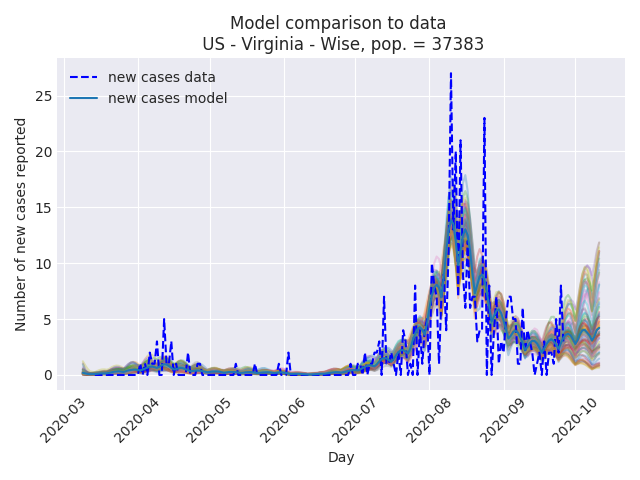 Model comparison to data
US - Virginia - Wise, pop. = 37383
new cases data
new cases model
Number of new cases reported
25
20
15
10
5
0
2020-03
2020-04
2020-05
2020-06
2020-07
2020-08
2020-09
2020-10
Day